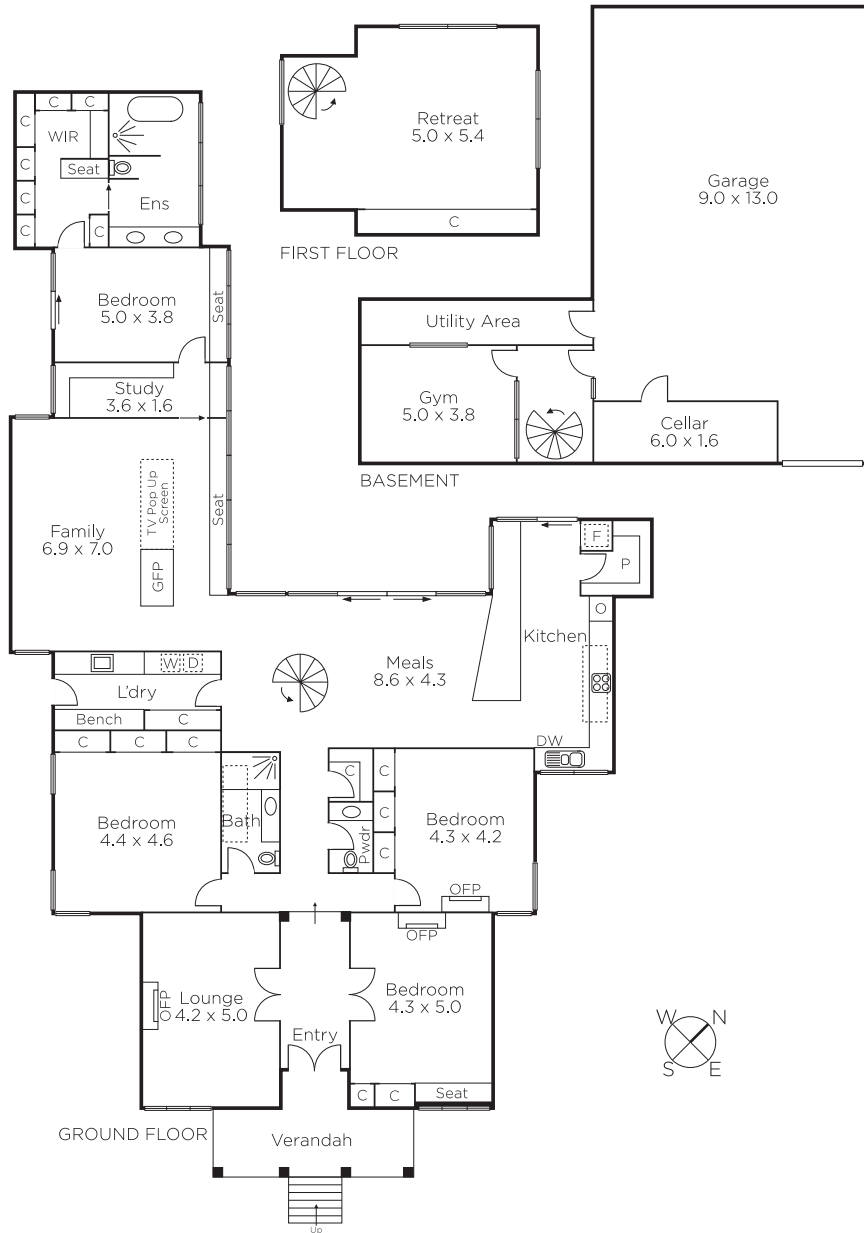 Retreat
5.0 x 5.4
C
FIRST FLOOR
Garage
9.0 x 13.0
Utility Area
Gym
5.0 x 3.8
Cellar
6.0 x 1.6
BASEMENT
C
C
C
WIR
C
Seat
C
C
C
Ens
Bedroom
5.0 x 3.8
Seat
Study
3.6 x 1.6
Family
6.9 x 7.0
TV Pop Up
Screen
GFP
Seat
F
P
O
Kitchen
Meals
8.6 x 4.3
DW
W D
L'dry
Bench
C
C
C
C
Bedroom
4.4 x 4.6
Bath
C
Pwdr
C
C
C
Bedroom
4.3 x 4.2
OFP
OFP
Lounge
4.2 x 5.0
OFP
Entry
Bedroom
4.3 x 5.0
C
C
Seat
GROUND FLOOR
Verandah
Up
W
N
S
E